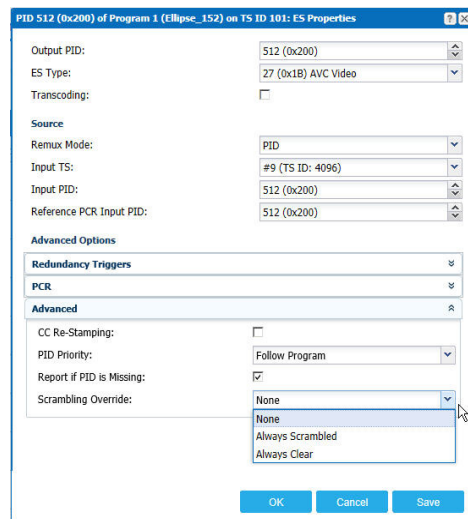 PID 512 (0x200) of Program 1 (Ellipse_152) on TS ID 101: ES Properties
Output PID: 512 (0x200)
ES Type: 27 (0x1B) AVC Video
Transcoding:
Source
Remux Mode: PID
Input TS: #9 (TS ID: 4096)
Input PID: 512 (0x200)
Reference PCR Input PID: 512 (0x200)
Advanced Options
Redundancy Triggers
PCR
Advanced
CC Re-Stamping:
PID Priority: Follow Program
Report if PID is Missing:
Scrambling Override: None
None
Always Scrambled
Always Clear
OK Cancel Save